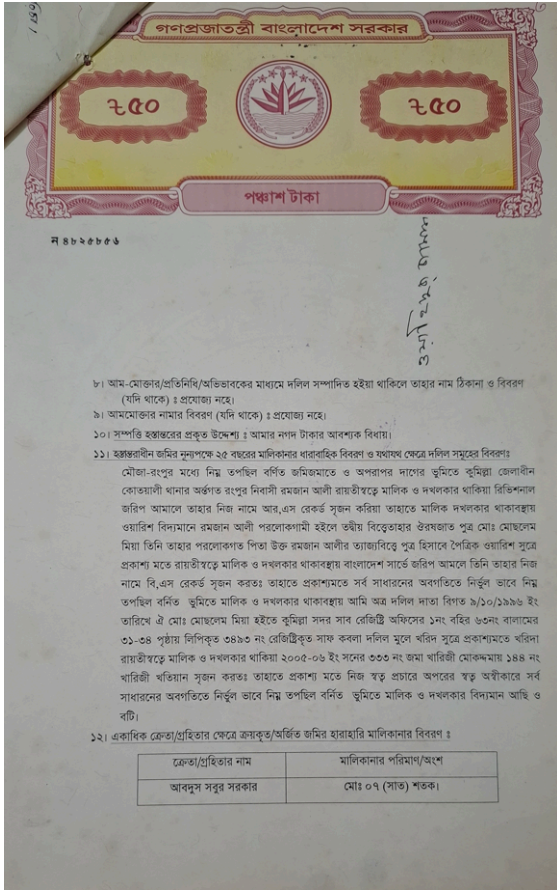 গণপ্রজাতন্ত্রী বাংলাদেশ সরকার
৳৫০ ৳৫০
পঞ্চাশ টাকা
ন ৪৮২৫৮৫৬
৮। আম-মোক্তার/প্রতিনিধি/অভিভাবকের মাধ্যমে দলিল সম্পাদিত হইয়া থাকিলে তাহার নাম ঠিকানা ও বিবরণ
(যদি থাকে) ঃ প্রযোজ্য নহে।
৯। আমমোক্তার নামার বিবরণ (যদি থাকে) ঃ প্রযোজ্য নহে।
১০। সম্পত্তি হস্তান্তরের প্রকৃত উদ্দেশ্য ঃ আমার নগদ টাকার আবশ্যক বিধায়।
১১। হস্তান্তরাধীন জমির নুন্যপক্ষে ২৫ বছরের মালিকানার ধারাবাহিক বিবরণ ও যথাযথ ক্ষেত্রে দলিল সমূহের বিবরণঃ
মৌজা-রংপুর মধ্যে নিম্ন তপছিল বর্ণিত জমিজমাতে ও অপরাপর দাগের ভূমিতে কুমিল্লা জেলাধীন
কোতয়ালী থানার অর্ন্তগত রংপুর নিবাসী রমজান আলী রায়তীস্বত্বে মালিক ও দখলকার থাকিয়া রিভিশনাল
জরিপ আমালে তাহার নিজ নামে আর,এস রেকর্ড সৃজন করিয়া তাহাতে মালিক দখলকার থাকাবস্থায়
ওয়ারিশ বিদ্যমানে রমজান আলী পরলোকগামী হইলে তদ্বীয় বিত্তেতাহার ঔরষজাত পুত্র মোঃ মোছলেম
মিয়া তিনি তাহার পরলোকগত পিতা উক্ত রমজান আলীর ত্যাজ্যবিত্তে পুত্র হিসাবে পৈত্রিক ওয়ারিশ সুত্রে
প্রকাশ্য মতে রায়তীস্বত্বে মালিক ও দখলকার থাকাবস্থায় বাংলাদেশ সার্ভে জরিপ আমলে তিনি তাহার নিজ
নামে বি,এস রেকর্ড সৃজন করতঃ তাহাতে প্রকাশ্যমতে সর্ব সাধারনের অবগতিতে নির্ভুল ভাবে নিম্ন
তপছিল বর্নিত ভূমিতে মালিক ও দখলকার থাকাবস্থায় আমি অত্র দলিল দাতা বিগত ৯/১০/১৯৯৬ ইং
তারিখে ঐ মোঃ মোছলেম মিয়া হইতে কুমিল্লা সদর সাব রেজিষ্ট্রি অফিসের ১নং বহির ৬৩নং বালামের
৩১-৩৪ পৃষ্ঠায় লিপিকৃত ৩৪৯৩ নং রেজিষ্ট্রিকৃত সাফ কবলা দলিল মুলে খরিদ সুত্রে প্রকাশ্যমতে খরিদা
রায়তীস্বত্বে মালিক ও দখলকার থাকিয়া ২০০৫-০৬ ইং সনের ৩৩৩ নং জমা খারিজী মোকদ্দমায় ১৪৪ নং
খারিজী খতিয়ান সৃজন করতঃ তাহাতে প্রকাশ্য মতে নিজ স্বত্ব প্রচারে অপরের স্বত্ব অস্বীকারে সর্ব
সাধারনের অবগতিতে নির্ভুল ভাবে নিম্ন তপছিল বর্নিত ভূমিতে মালিক ও দখলকার বিদ্যমান আছি ও
বটি।
১২। একাধিক ক্রেতা/গ্রহিতার ক্ষেত্রে ক্রয়কৃত/অর্জিত জমির হারাহারি মালিকানার বিবরণ ঃ
ক্রেতা/গ্রহিতার নাম মালিকানার পরিমাণ/অংশ
আবদুস সবুর সরকার মোঃ ০৭ (সাত) শতক।